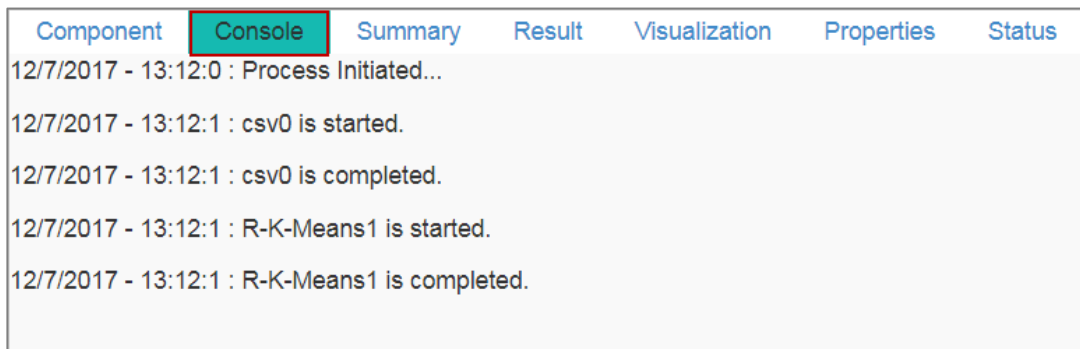 Component Console Summary Result Visualization Properties Status
12/7/2017 - 13:12:0 : Process Initiated...
12/7/2017 - 13:12:1 : csv0 is started.
12/7/2017 - 13:12:1 : csv0 is completed.
12/7/2017 - 13:12:1 : R-K-Means1 is started.
12/7/2017 - 13:12:1 : R-K-Means1 is completed.